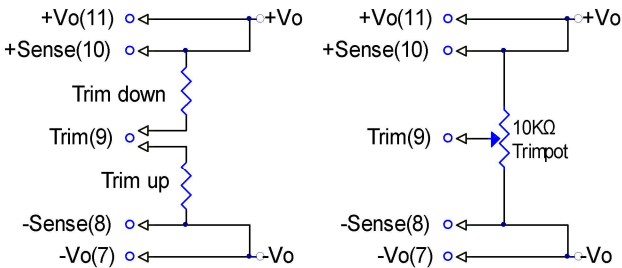 +Vo(11)
+Vo
+Sense(10)
Trim down
Trim(9)
Trim up
-Sense(8)
-Vo(7)
-Vo
+Vo(11)
+Vo
+Sense(10)
10KΩ
Trim(9)
Trimpot
-Sense(8)
-Vo(7)
-Vo